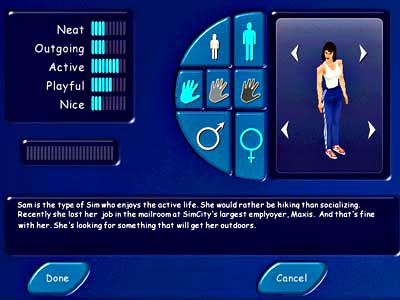 Neat
Outgoing
Active
Playful
Nice
Sam is the type of Sim who enjoys the active life. She would rather be hiking than socializing.
Recently she lost her job in the mailroom at SimCity's largest emplyoyer, Maxis. And that's fine
with her. She's looking for something that will get her outdoors.
Done
Cancel